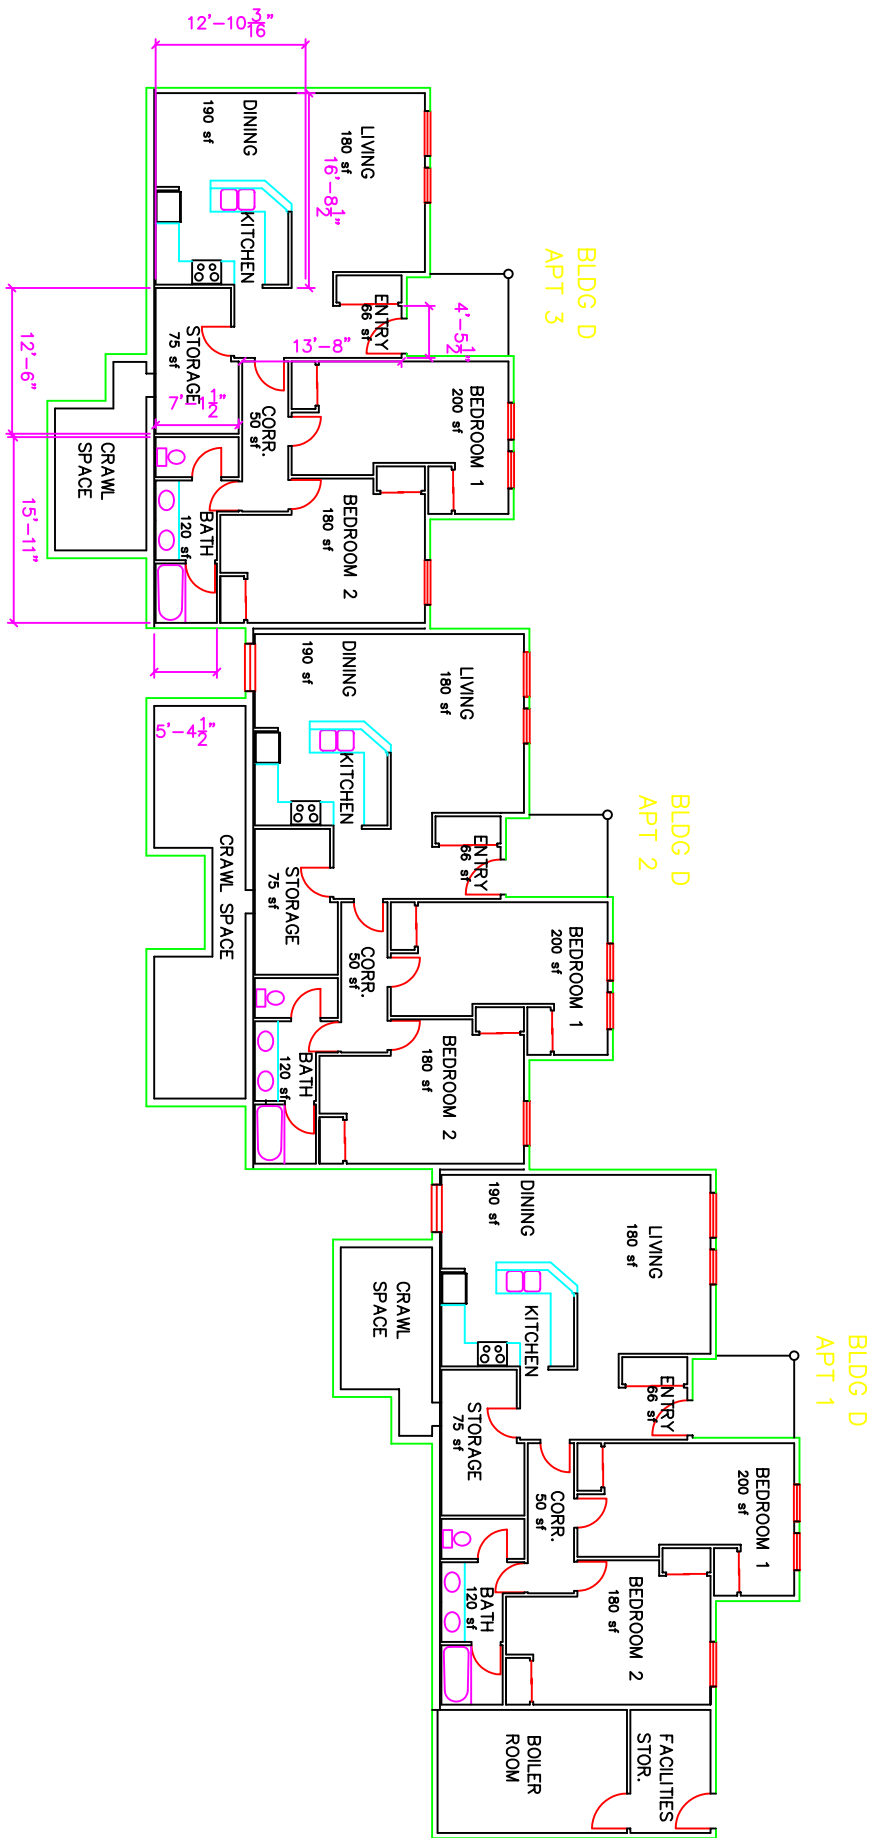 12'-10 3/16"
BLDG D
APT 3
LIVING
180 sf
DINING
190 sf
16'-8 1/2"
KITCHEN
ENTRY
66 sf
4'-5 1/2"
13'-8"
STORAGE
75 sf
12'-6"
7'-1 1/2"
CORR.
50 sf
BEDROOM 1
200 sf
CRAWL
SPACE
BEDROOM 2
180 sf
BATH
120 sf
15'-11"
5'-4 1/2"
BLDG D
APT 2
LIVING
180 sf
DINING
190 sf
KITCHEN
ENTRY
66 sf
STORAGE
75 sf
CRAWL SPACE
CORR.
50 sf
BEDROOM 1
200 sf
BEDROOM 2
180 sf
BATH
120 sf
BLDG D
APT 1
LIVING
180 sf
DINING
190 sf
KITCHEN
CRAWL
SPACE
ENTRY
66 sf
STORAGE
75 sf
CORR.
50 sf
BEDROOM 1
200 sf
BEDROOM 2
180 sf
BATH
120 sf
BOILER
ROOM
FACILITIES
STOR.